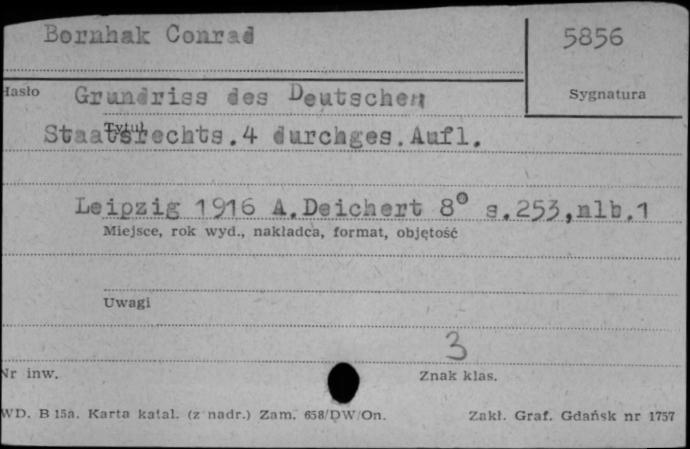 Bornhak Conrad
5856
Hasło
Sygnatura
Grundriss des Deutschen
Tytuł
Staatsrechts.4 durchges.Aufl.
Leipzig 1916 A.Deichert 8° s.253,nlb.1
Miejsce, rok wyd., nakładca, format, objętość
Uwagi
3
Nr inw.
Znak klas.
WD. B 15a. Karta katal. (z nadr.) Zam. 658/DW/On.
Zakł. Graf. Gdańsk nr 1757